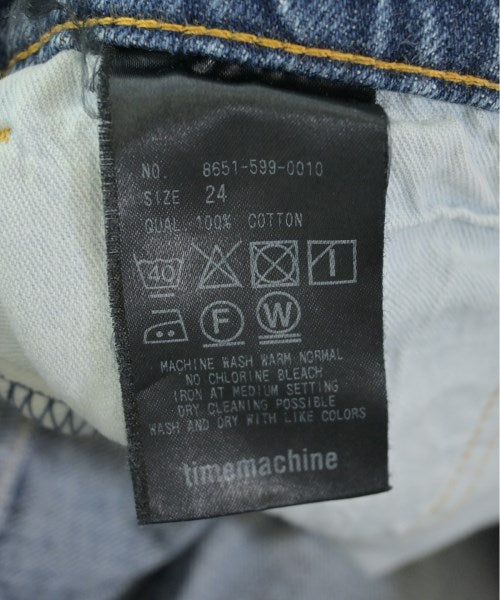 NO. 8651-599-0010
SIZE 24
QUAL 100% COTTON
40
F W
MACHINE WASH WARM NORMAL
NO CHLORINE BLEACH
IRON AT MEDIUM SETTING
DRY CLEANING POSSIBLE
WASH AND DRY WITH LIKE COLORS
timemachine